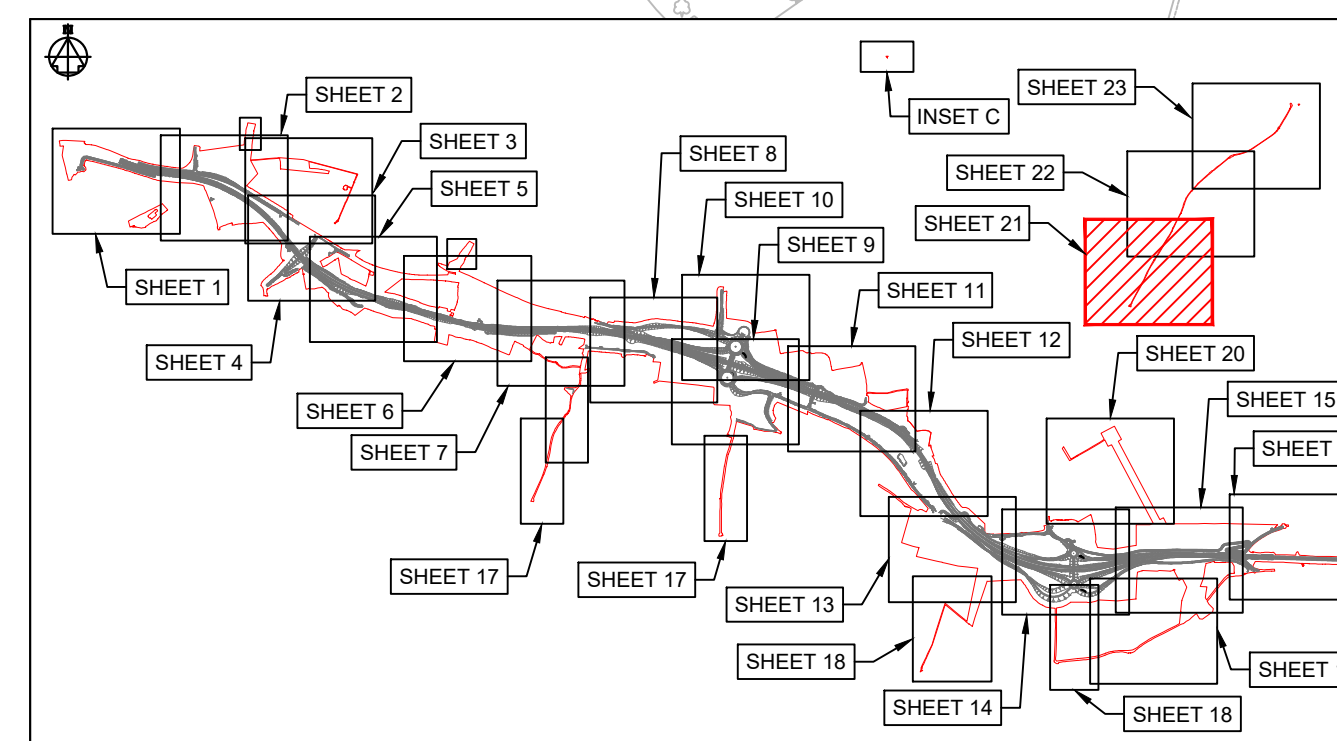 SHEET 2
SHEET 3
SHEET 5
SHEET 1
SHEET 4
SHEET 6
SHEET 7
SHEET 8
SHEET 10
SHEET 9
SHEET 11
SHEET 12
INSET C
SHEET 23
SHEET 22
SHEET 21
SHEET 20
SHEET 15
SHEET
SHEET 17
SHEET 17
SHEET 13
SHEET 18
SHEET 14
SHEET 18
SHEET